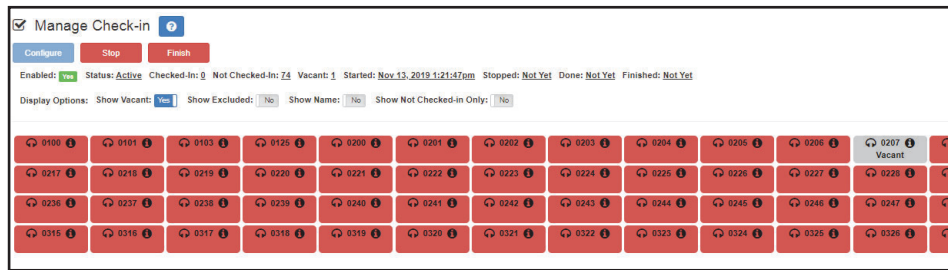 Manage Check-in ?
Configure Stop Finish
Enabled: Yes Status: Active Checked-In: 0 Not Checked-In: 74 Vacant: 1 Started: Nov 13, 2019 1:21:47pm Stopped: Not Yet Done: Not Yet Finished: Not Yet
Display Options: Show Vacant: Yes Show Excluded: No Show Name: No Show Not Checked-in Only: No
0100 0101 0103 0125 0200 0201 0202 0203 0204 0205 0206 0207
Vacant
0217 0218 0219 0220 0221 0222 0223 0224 0225 0226 0227 0228
0236 0237 0238 0239 0240 0241 0242 0243 0244 0245 0246 0247
0315 0316 0317 0318 0319 0320 0321 0322 0323 0324 0325 0326